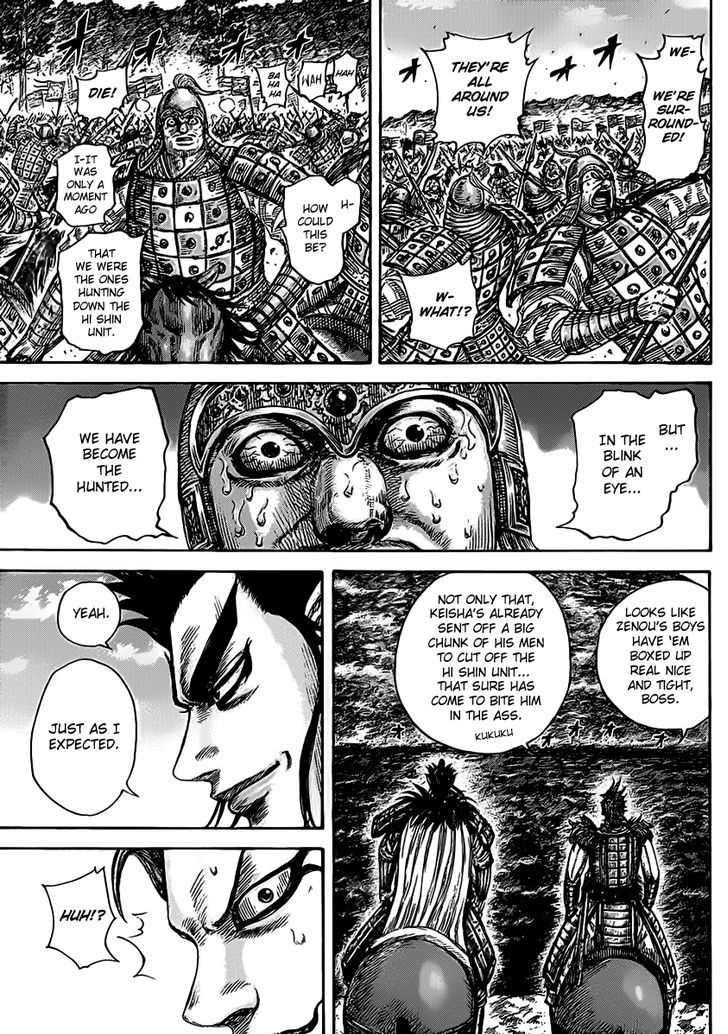 WE-
WE'RE
SUR-
ROUND-
ED!
THEY'RE
ALL
AROUND
US!
W-
WHAT!?
HAH
WAH
BA
HA
HA
DIE!
H-
HOW
COULD
THIS
BE?
I-IT
WAS
ONLY A
MOMENT
AGO
THAT
WE WERE
THE ONES
HUNTING
DOWN THE
HI SHIN
UNIT.
BUT
...
IN THE
BLINK
OF AN
EYE...
WE HAVE
BECOME
THE
HUNTED...
LOOKS LIKE
ZENOU'S BOYS
HAVE 'EM
BOXED UP
REAL NICE
AND TIGHT,
BOSS.
NOT ONLY THAT,
KEISHA'S ALREADY
SENT OFF A BIG
CHUNK OF HIS MEN
TO CUT OFF THE
HI SHIN UNIT...
THAT SURE HAS
COME TO BITE HIM
IN THE ASS.
KUKUKU
YEAH.
JUST AS I
EXPECTED.
HUH!?